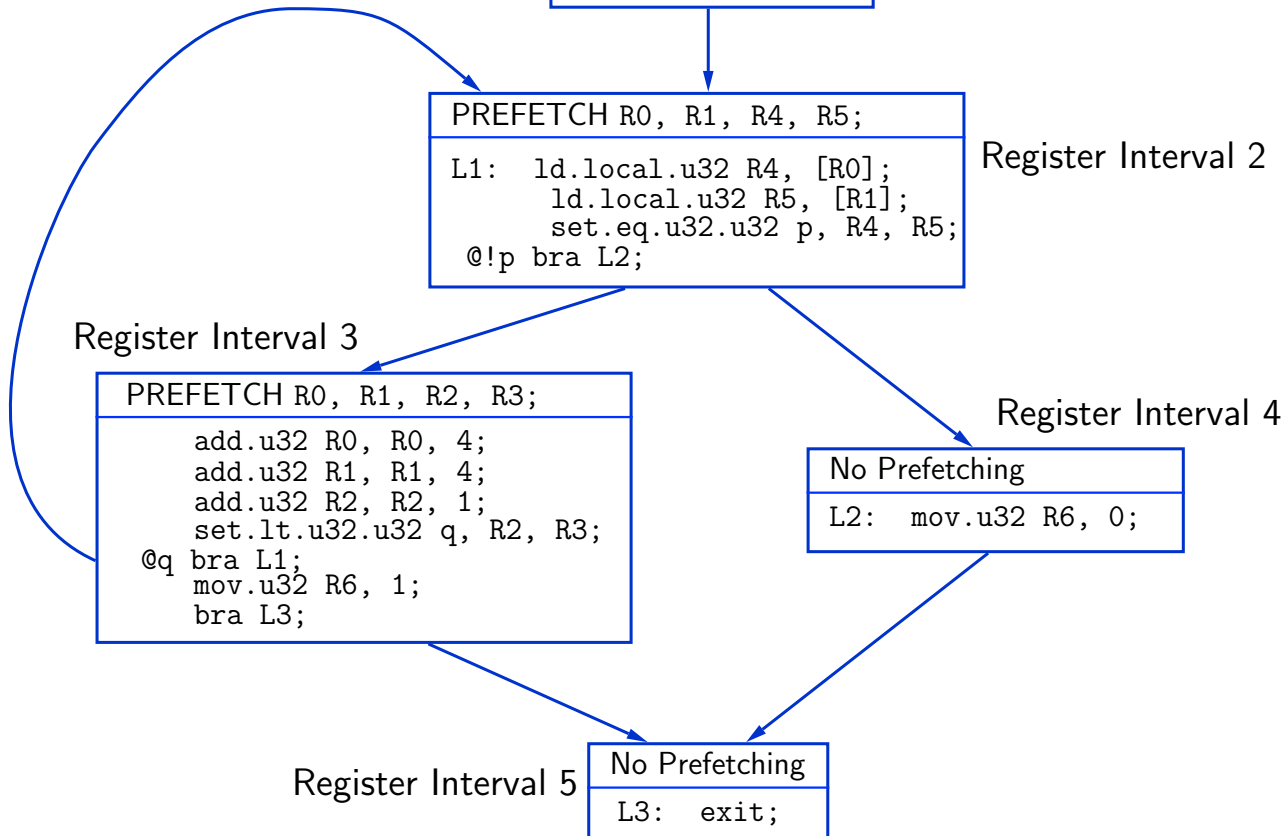 PREFETCH R0, R1, R4, R5;
L1: ld.local.u32 R4, [R0];
ld.local.u32 R5, [R1];
set.eq.u32.u32 p, R4, R5;
@!p bra L2;
Register Interval 2
Register Interval 3
PREFETCH R0, R1, R2, R3;
add.u32 R0, R0, 4;
add.u32 R1, R1, 4;
add.u32 R2, R2, 1;
set.lt.u32.u32 q, R2, R3;
@q bra L1;
mov.u32 R6, 1;
bra L3;
Register Interval 4
No Prefetching
L2: mov.u32 R6, 0;
Register Interval 5
No Prefetching
L3: exit;